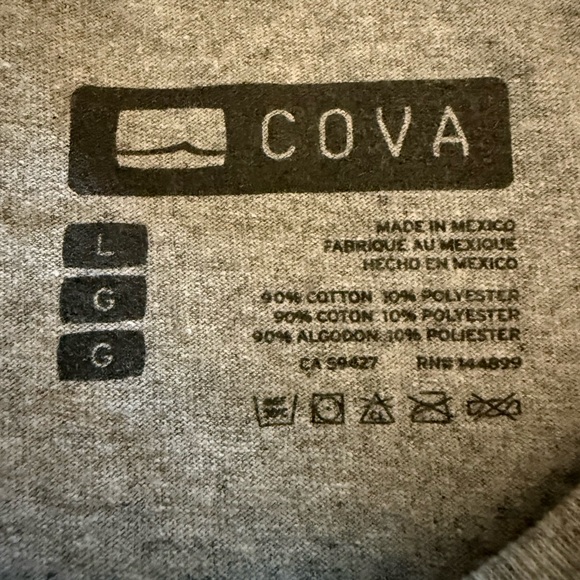 COVA
L
G
G
MADE IN MEXICO
FABRIQUE AU MEXIQUE
HECHO EN MEXICO
90% COTTON 10% POLYESTER
90% COTON 10% POLYESTER
90% ALGODON 10% POLIESTER
CA 59427 RN# 144899